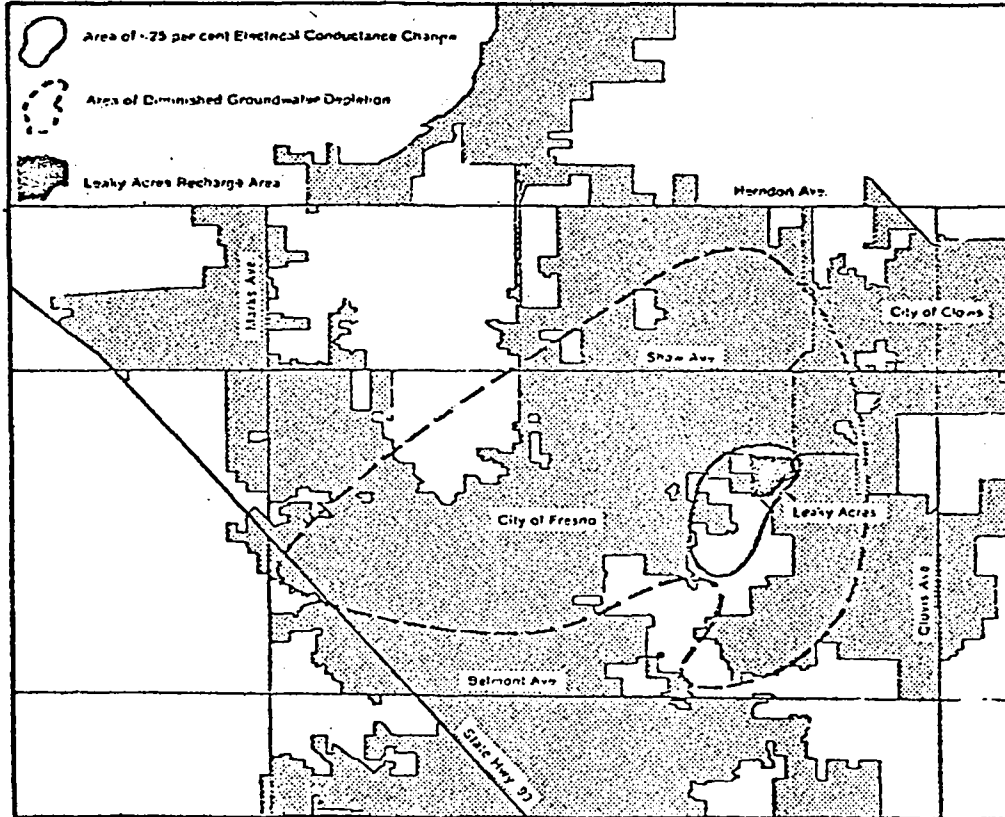 Area of -25 per cent Electrical Conductance Change
Area of Diminished Groundwater Depletion
Leaky Acres Recharge Area
Herndon Ave.
Marks Ave.
City of Clovis
Shaw Ave.
City of Fresno
Leaky Acres
Clovis Ave
Belmont Ave
State Hwy. 99